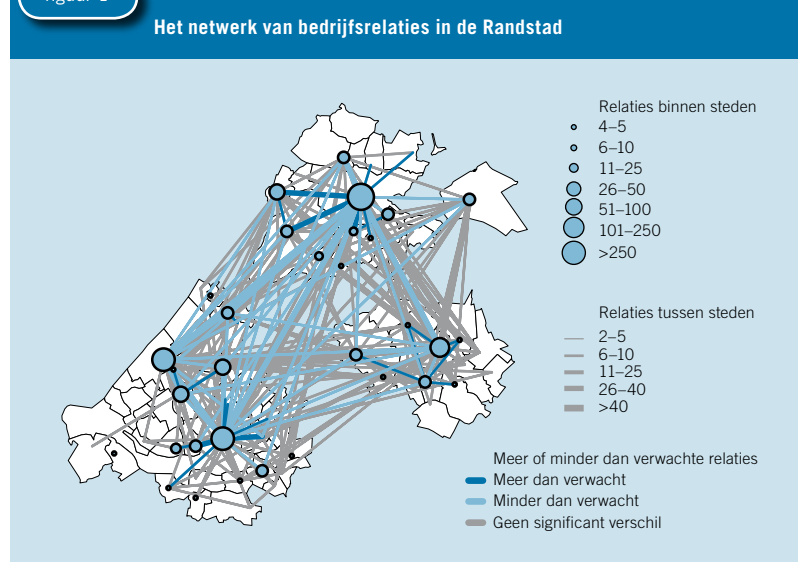 Het netwerk van bedrijfsrelaties in de Randstad
Relaties binnen steden
4–5
6–10
11–25
26–50
51–100
101–250
>250
Relaties tussen steden
2–5
6–10
11–25
26–40
>40
Meer of minder dan verwachte relaties
Meer dan verwacht
Minder dan verwacht
Geen significant verschil